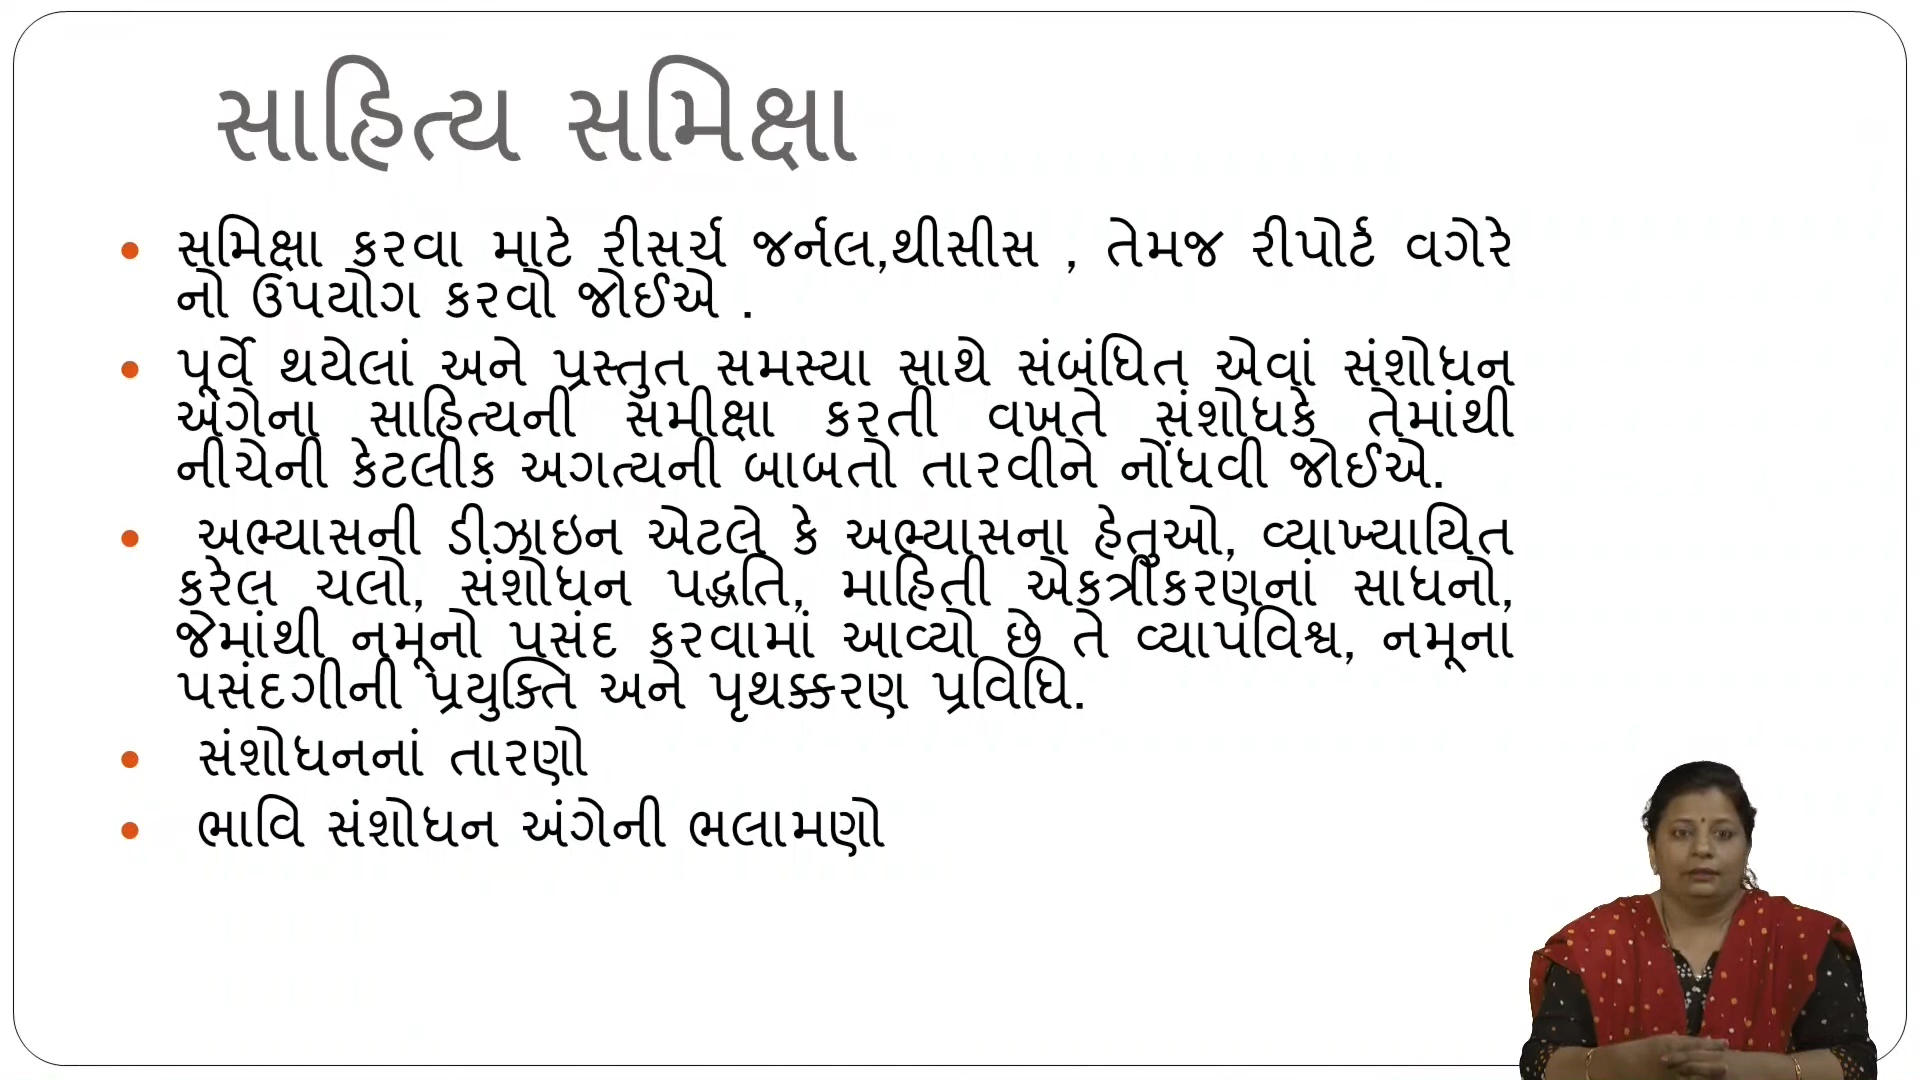 સાહિત્ય સમિક્ષા
• સમિક્ષા કરવા માટે રીસર્ચ જર્નલ,થીસીસ , તેમજ રીપોર્ટ વગેરે
નો ઉપયોગ કરવો જોઈએ .
• પૂર્વે થયેલાં અને પ્રસ્તુત સમસ્યા સાથે સંબંધિત એવાં સંશોધન
અંગેના સાહિત્યની સમીક્ષા કરતી વખતે સંશોધકે તેમાંથી
નીચેની કેટલીક અગત્યની બાબતો તારવીને નોંધવી જોઈએ.
• અભ્યાસની ડીઝાઇન એટલે કે અભ્યાસના હેતુઓ, વ્યાખ્યાયિત
કરેલ ચલો, સંશોધન પદ્ધતિ, માહિતી એકત્રીકરણનાં સાધનો,
જેમાંથી નમૂનો પસંદ કરવામાં આવ્યો છે તે વ્યાપવિશ્વ, નમૂના
પસંદગીની પ્રયુક્તિ અને પૃથક્કરણ પ્રવિધિ.
• સંશોધનનાં તારણો
• ભાવિ સંશોધન અંગેની ભલામણો